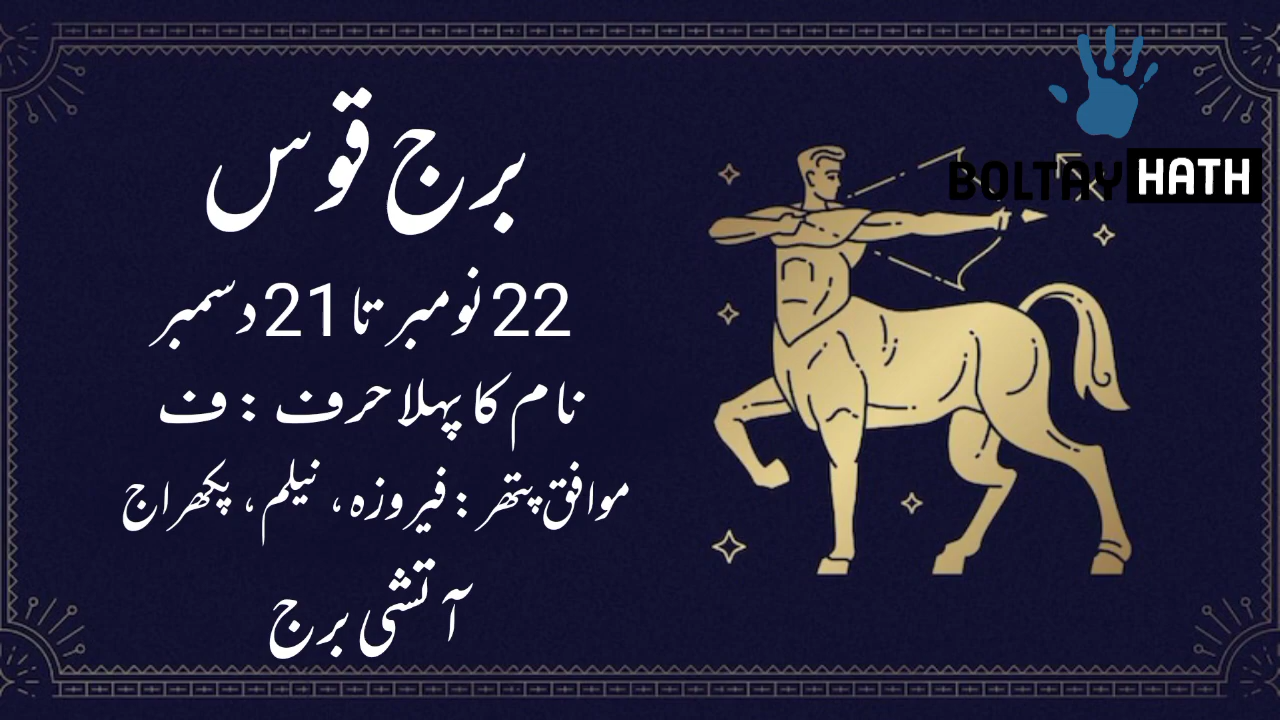 برج قوس
22 نومبر تا 21 دسمبر
نام کا پہلا حرف : ف
موافق پتھر : فیروزہ، نیلم، پکھراج
آتشی برج
BOLTAY HATH